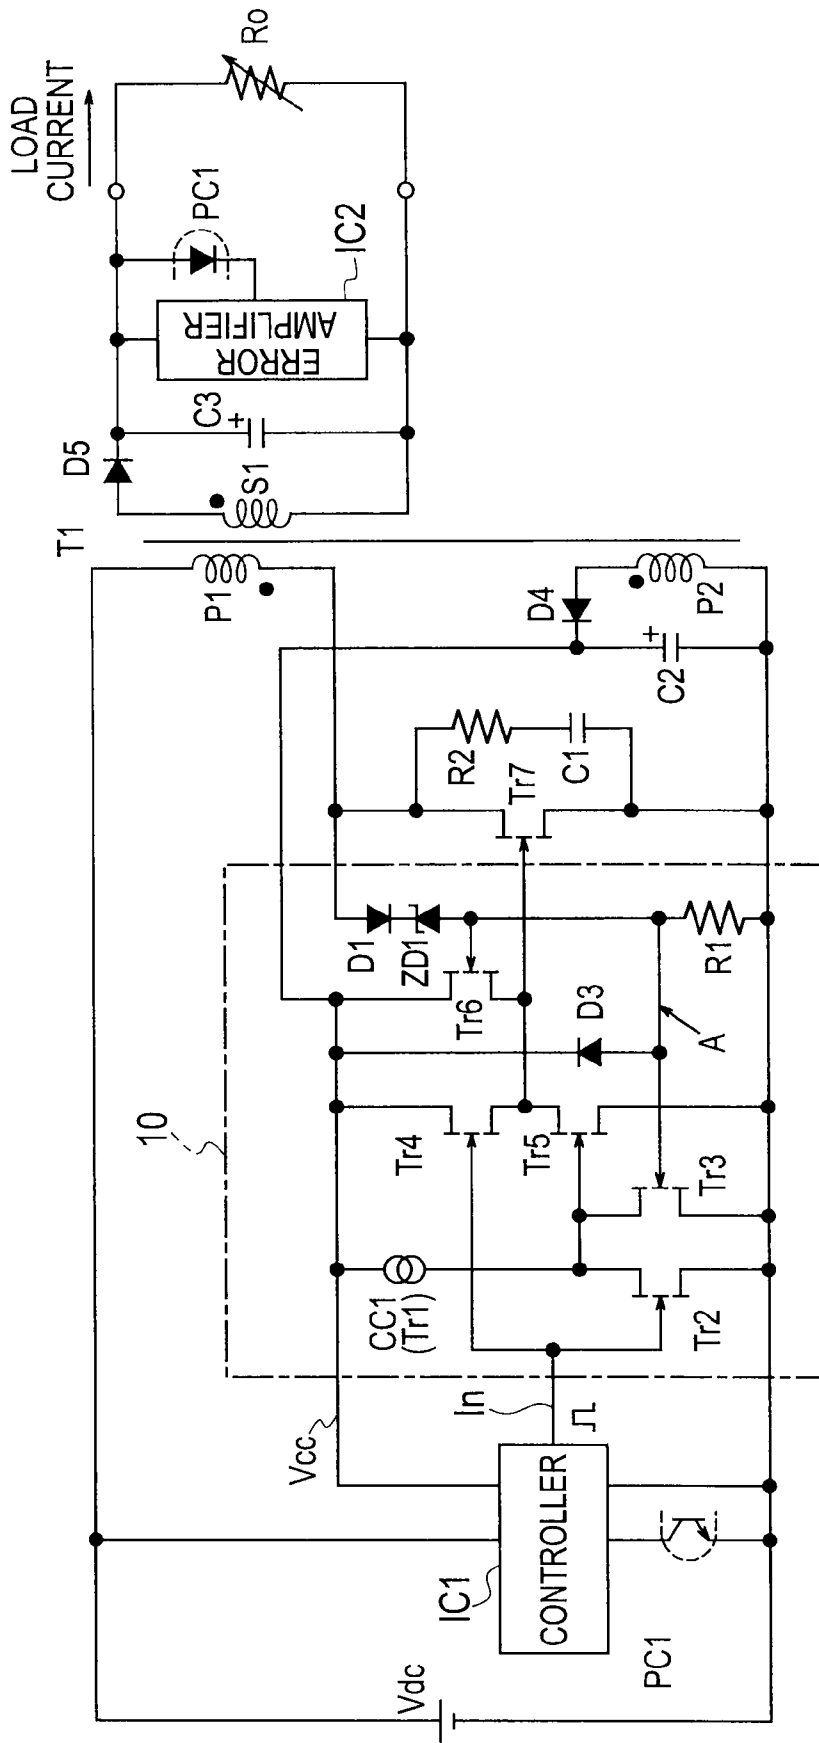 LOAD
CURRENT
Ro
PC1
IC2
ERROR
AMPLIFIER
C3
+
D5
S1
T1
P1
P2
D4
+
C2
R2
C1
Tr7
10
D1
ZD1
Tr6
D3
R1
A
Tr4
Tr5
Tr3
CC1
(Tr1)
Tr2
In
Vcc
IC1
CONTROLLER
PC1
Vdc